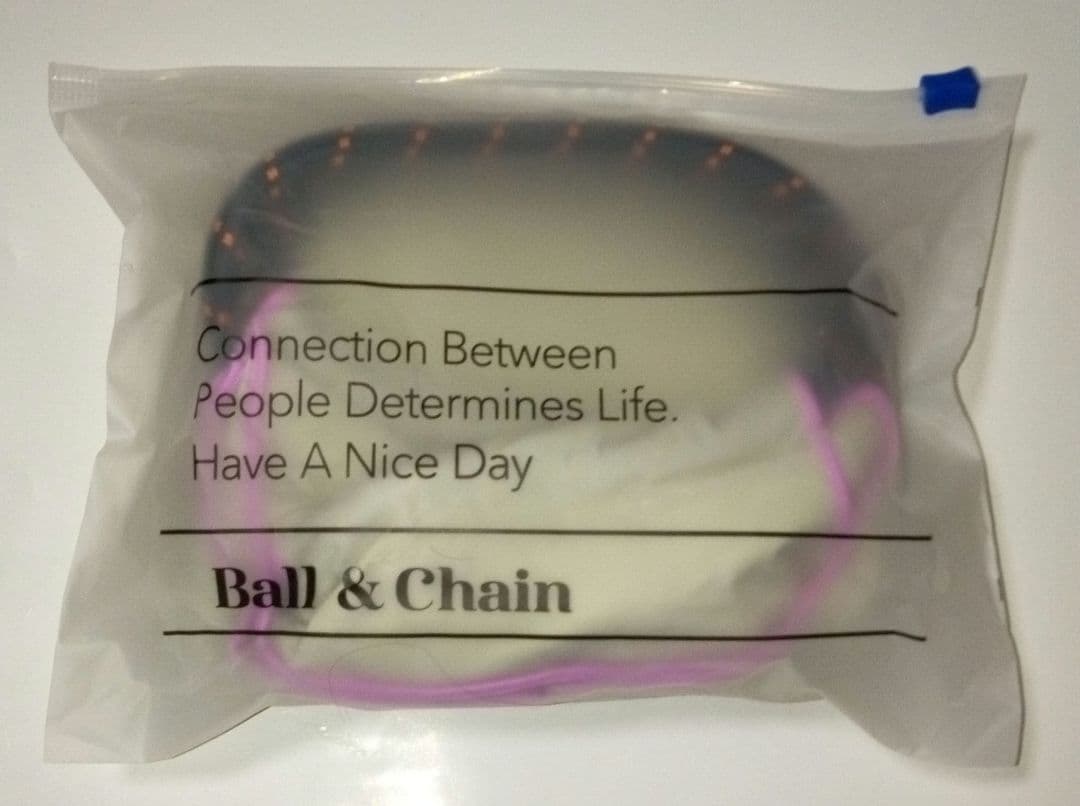 Connection Between
People Determines Life.
Have A Nice Day
Ball & Chain